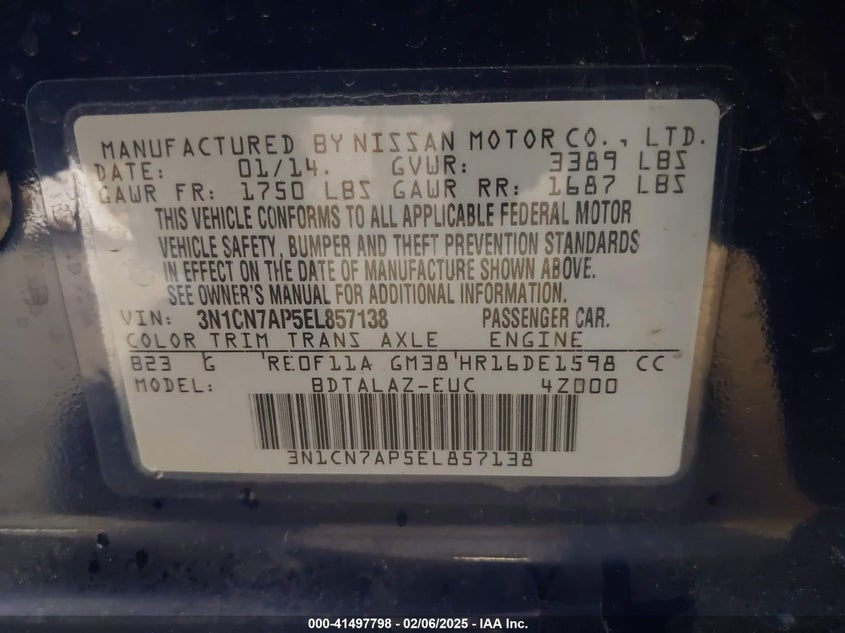 MANUFACTURED BY NISSAN MOTOR CO., LTD.
DATE: 01/14. GVWR: 3389 LBS
GAWR FR: 1750 LBS GAWR RR: 1687 LBS
THIS VEHICLE CONFORMS TO ALL APPLICABLE FEDERAL MOTOR
VEHICLE SAFETY, BUMPER AND THEFT PREVENTION STANDARDS
IN EFFECT ON THE DATE OF MANUFACTURE SHOWN ABOVE.
SEE OWNER'S MANUAL FOR ADDITIONAL INFORMATION.
VIN: 3N1CN7AP5EL857138 PASSENGER CAR.
COLOR TRIM TRANS AXLE ENGINE
B23 G RE0F11A GM38 HR16DE1598 CC
MODEL: BDTALAZ-EUC 4Z000
3N1CN7AP5EL857138
000-41497798 - 02/06/2025 - IAA Inc.